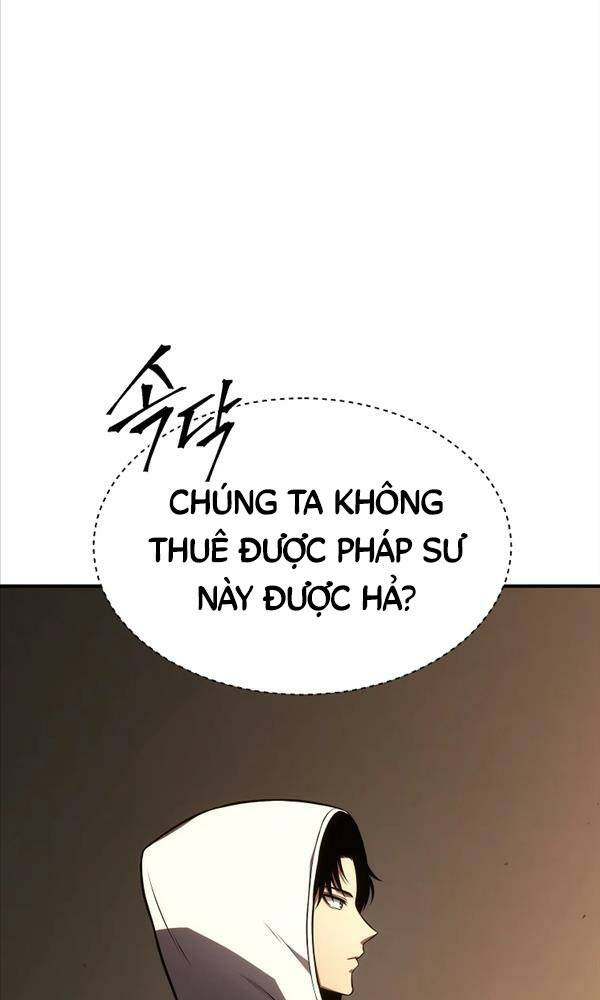 속닥
CHÚNG TA KHÔNG
THUÊ ĐƯỢC PHÁP SƯ
NÀY ĐƯỢC HẢ?